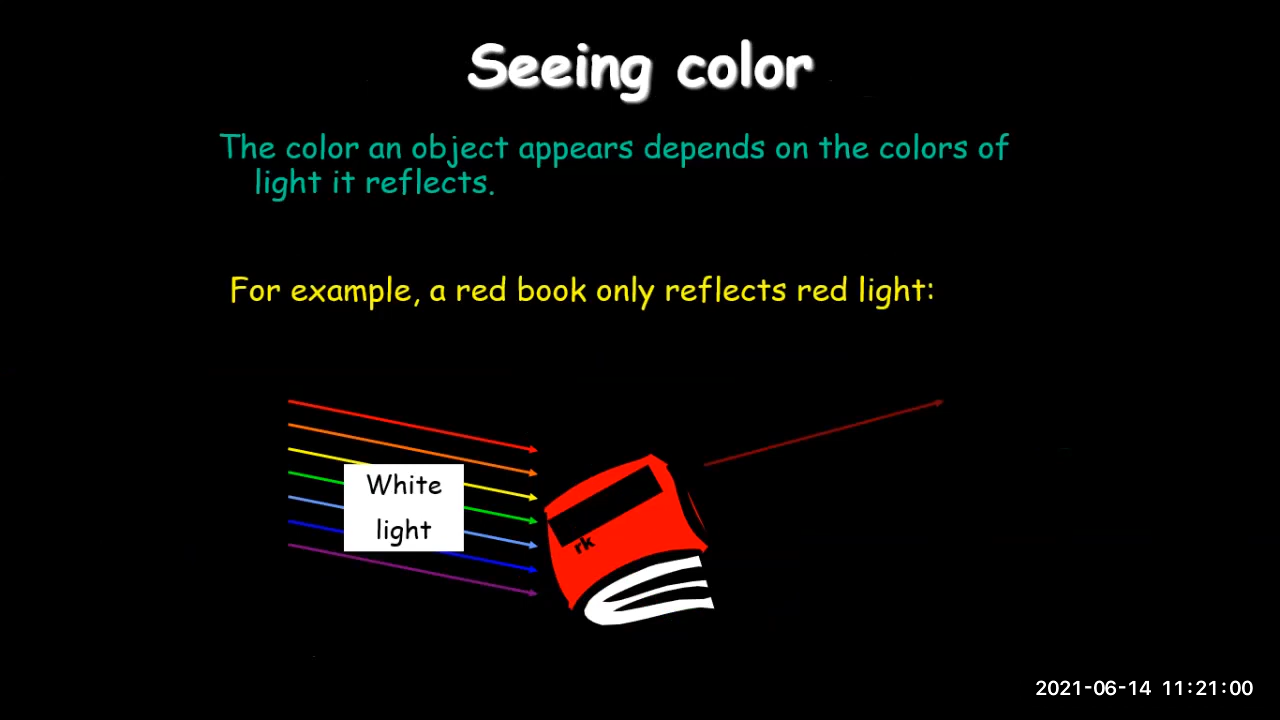 Seeing color
The color an object appears depends on the colors of
light it reflects.
For example, a red book only reflects red light:
White
light
rk
2021-06-14 11:21:00